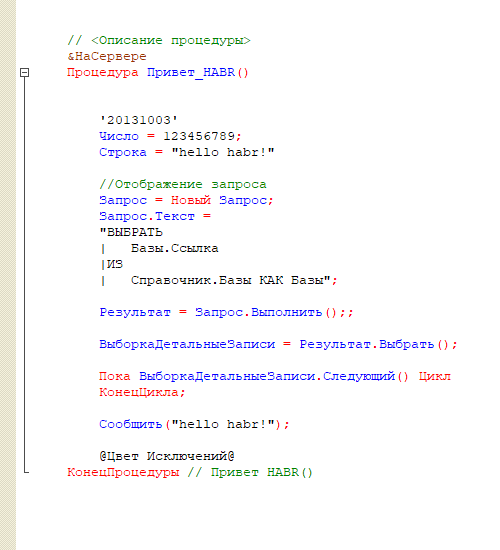 // <Описание процедуры>
&НаСервере
Процедура Привет_HABR()
'20131003'
Число = 123456789;
Строка = "hello habr!"
//Отображение запроса
Запрос = Новый Запрос;
Запрос.Текст =
"ВЫБРАТЬ
|   Базы.Ссылка
|ИЗ
|   Справочник.Базы КАК Базы";
Результат = Запрос.Выполнить();;
ВыборкаДетальныеЗаписи = Результат.Выбрать();
Пока ВыборкаДетальныеЗаписи.Следующий() Цикл
КонецЦикла;
Сообщить("hello habr!");
@Цвет Исключений@
КонецПроцедуры // Привет HABR()